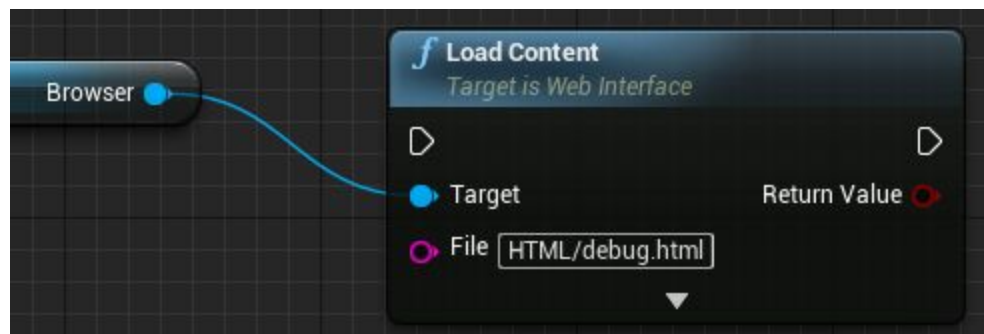 Load Content
Target is Web Interface
Browser
Target
Return Value
File HTML/debug.html